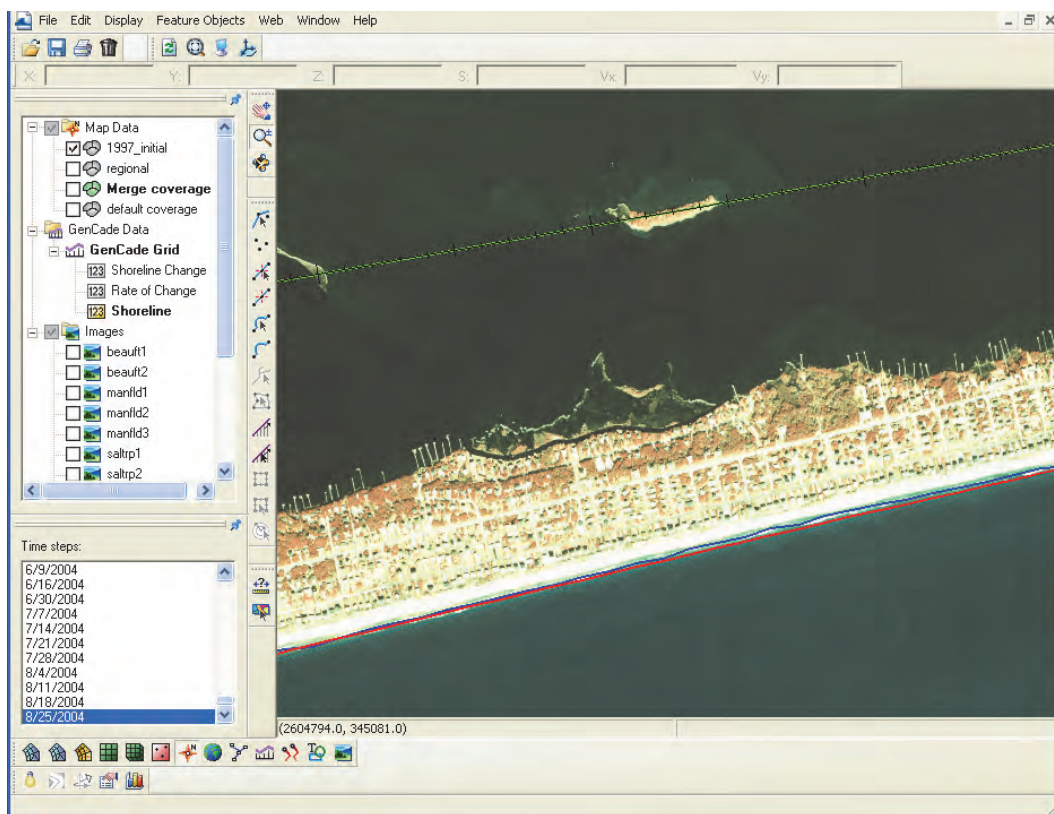 File Edit Display Feature Objects Web Window Help
X: Y: Z: S: Vx: Vy:
Map Data
1997_initial
regional
Merge coverage
default coverage
GenCade Data
GenCade Grid
123 Shoreline Change
123 Rate of Change
123 Shoreline
Images
beauft1
beauft2
manfld1
manfld2
manfld3
saltrp1
saltrp2
Time steps:
6/9/2004
6/16/2004
6/30/2004
7/7/2004
7/14/2004
7/21/2004
7/28/2004
8/4/2004
8/11/2004
8/18/2004
8/25/2004
(2604794.0, 345081.0)